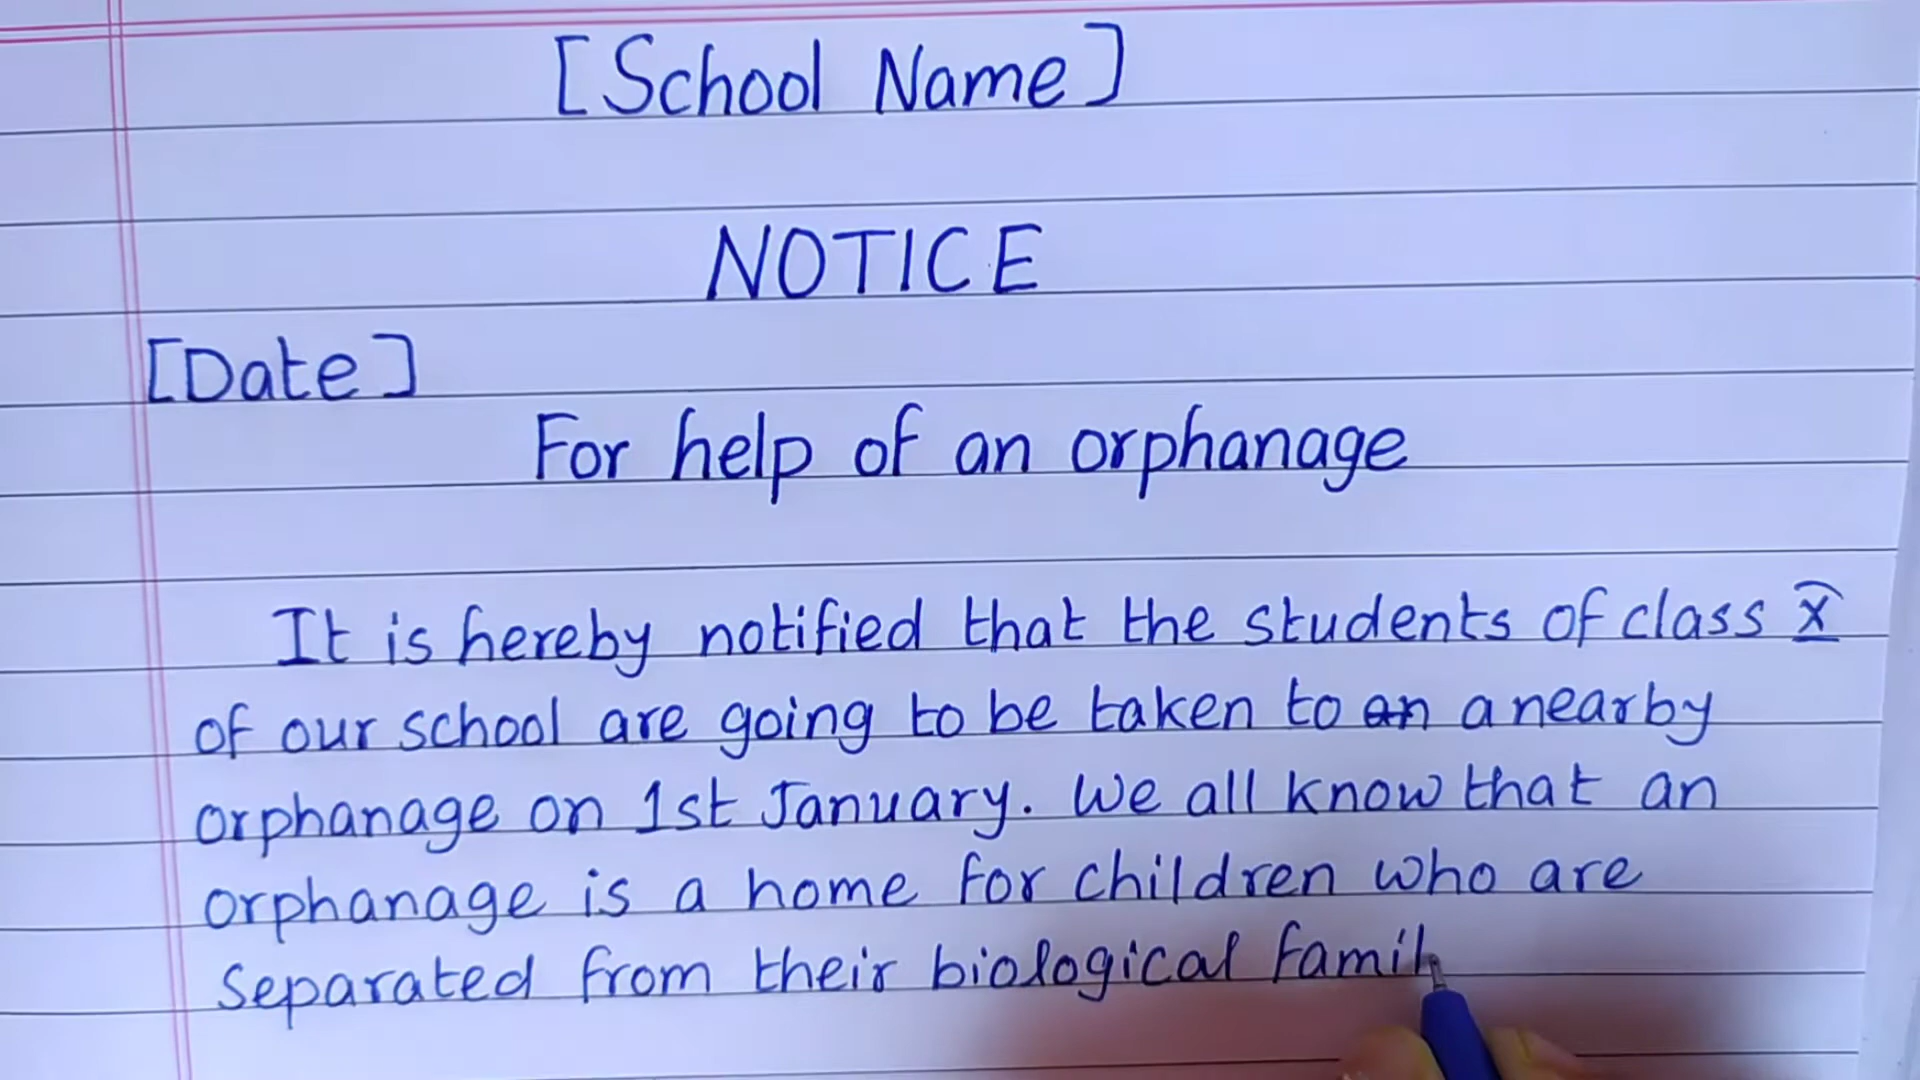 [School Name]
NOTICE
[Date]
For help of an orphanage
It is hereby notified that the students of class X
of our school are going to be taken to an a nearby
orphanage on 1st January. We all know that an
orphanage is a home for children who are
separated from their biological famil